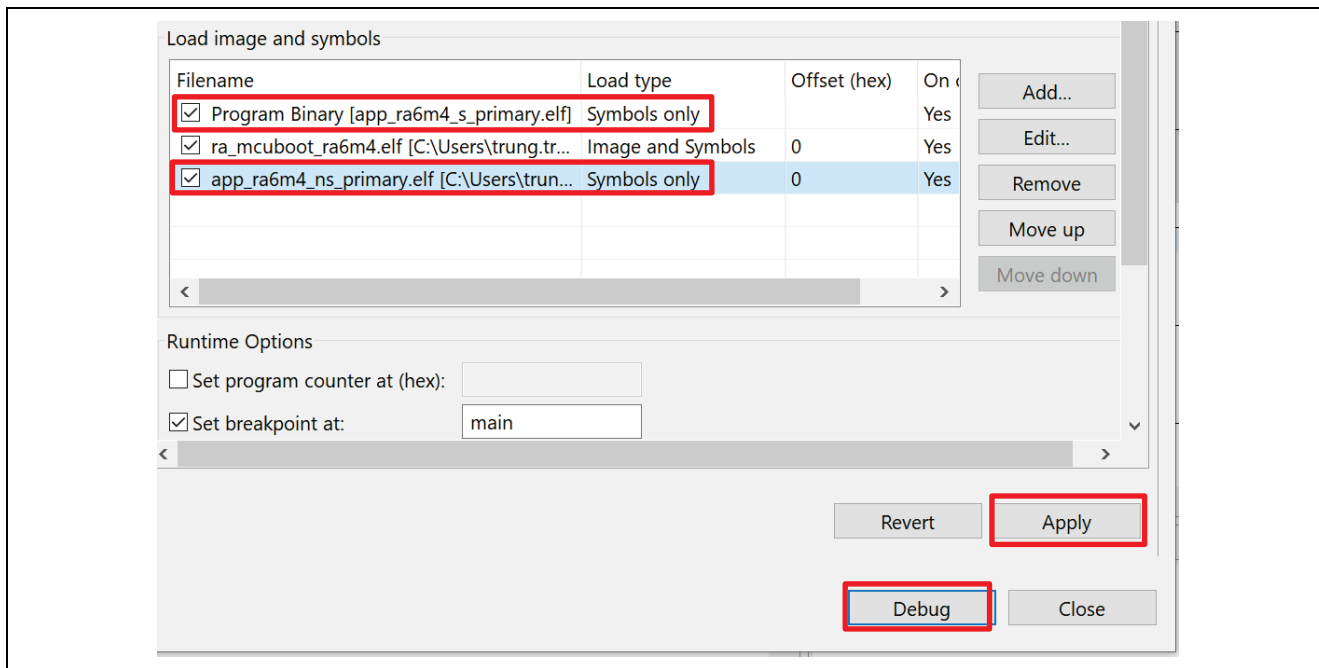 Load image and symbols
Filename Load type Offset (hex) On
Program Binary [app_ra6m4_s_primary.elf] Symbols only Yes
ra_mcuboot_ra6m4.elf [C:\Users\trung.tr... Image and Symbols 0 Yes
app_ra6m4_ns_primary.elf [C:\Users\trun... Symbols only 0 Yes
Add...
Edit...
Remove
Move up
Move down
Runtime Options
Set program counter at (hex):
Set breakpoint at: main
Revert Apply
Debug Close